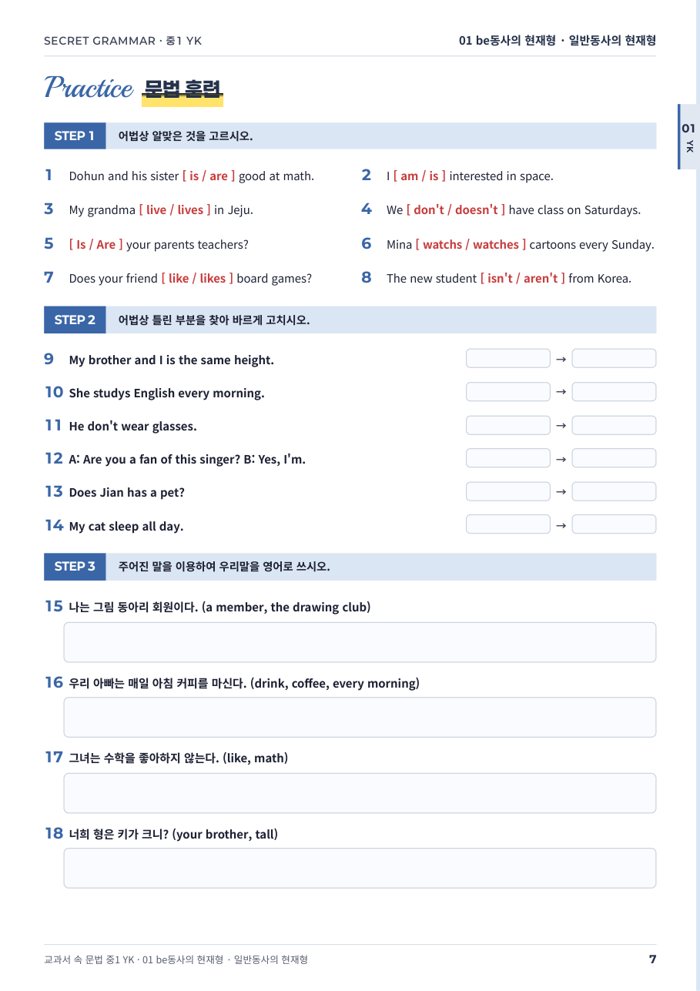 SECRET GRAMMAR · 중1 YK
01 be동사의 현재형 · 일반동사의 현재형
Practice 문법 훈련
01 YK
STEP 1 어법상 알맞은 것을 고르시오.
1 Dohun and his sister [ is / are ] good at math.
2 I [ am / is ] interested in space.
3 My grandma [ live / lives ] in Jeju.
4 We [ don't / doesn't ] have class on Saturdays.
5 [ Is / Are ] your parents teachers?
6 Mina [ watchs / watches ] cartoons every Sunday.
7 Does your friend [ like / likes ] board games?
8 The new student [ isn't / aren't ] from Korea.
STEP 2 어법상 틀린 부분을 찾아 바르게 고치시오.
9 My brother and I is the same height. →
10 She studys English every morning. →
11 He don't wear glasses. →
12 A: Are you a fan of this singer? B: Yes, I'm. →
13 Does Jian has a pet? →
14 My cat sleep all day. →
STEP 3 주어진 말을 이용하여 우리말을 영어로 쓰시오.
15 나는 그림 동아리 회원이다. (a member, the drawing club)
16 우리 아빠는 매일 아침 커피를 마신다. (drink, coffee, every morning)
17 그녀는 수학을 좋아하지 않는다. (like, math)
18 너희 형은 키가 크니? (your brother, tall)
교과서 속 문법 중1 YK · 01 be동사의 현재형 · 일반동사의 현재형
7